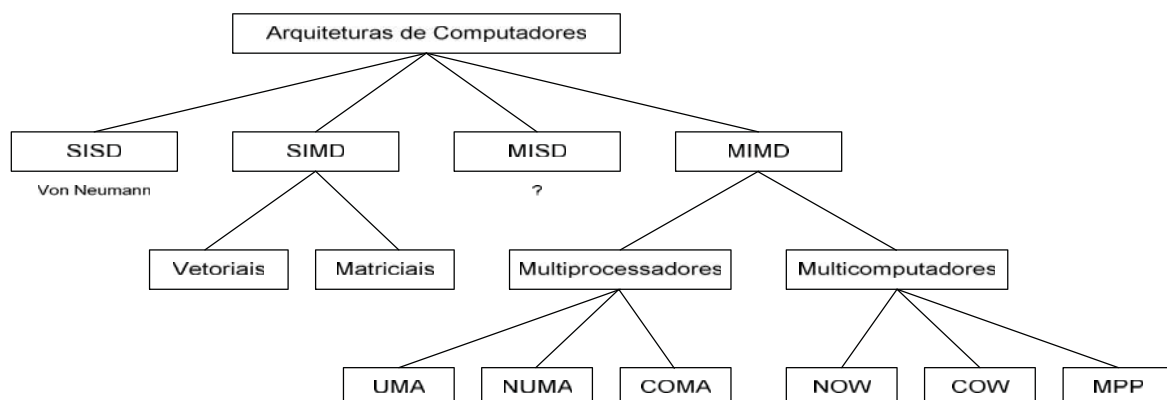 Arquiteturas de Computadores
SISD
SIMD
MISD
MIMD
Von Neumann
?
Vetoriais
Matriciais
Multiprocessadores
Multicomputadores
UMA
NUMA
COMA
NOW
COW
MPP